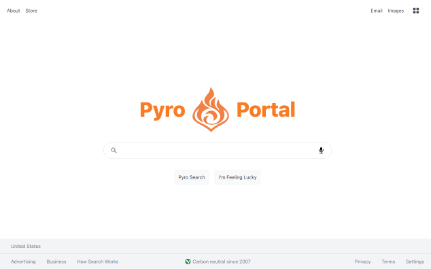 About Store Email Images
Pyro Portal
Pyro Search I'm Feeling Lucky
United States
Advertising Business How Search Works Carbon neutral since 2007 Privacy Terms Settings